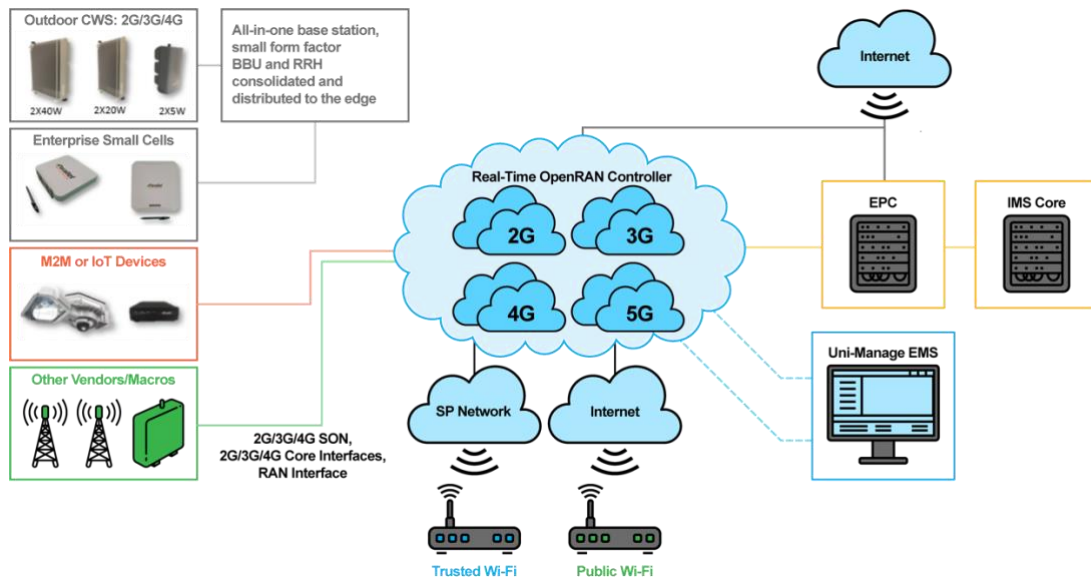 Outdoor CWS: 2G/3G/4G
2X40W
2X20W
2X5W
All-in-one base station,
small form factor
BBU and RRH
consolidated and
distributed to the edge
Enterprise Small Cells
M2M or IoT Devices
Other Vendors/Macros
2G/3G/4G SON,
2G/3G/4G Core Interfaces,
RAN Interface
Real-Time OpenRAN Controller
2G
3G
4G
5G
SP Network
Internet
Trusted Wi-Fi
Public Wi-Fi
Internet
EPC
IMS Core
Uni-Manage EMS